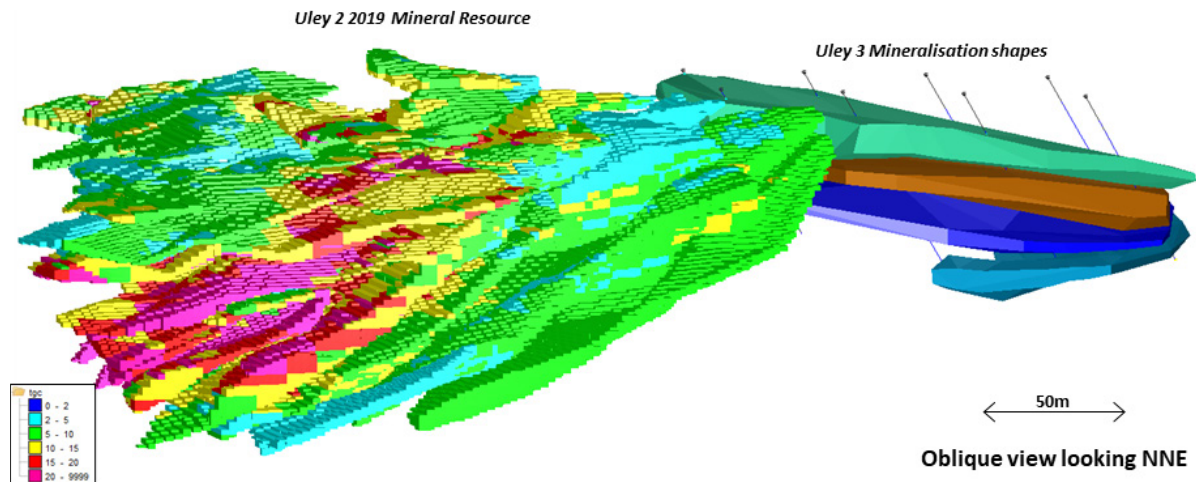 Uley 2 2019 Mineral Resource
Uley 3 Mineralisation shapes
tgc
0 - 2
2 - 5
5 - 10
10 - 15
15 - 20
20 - 9999
50m
Oblique view looking NNE